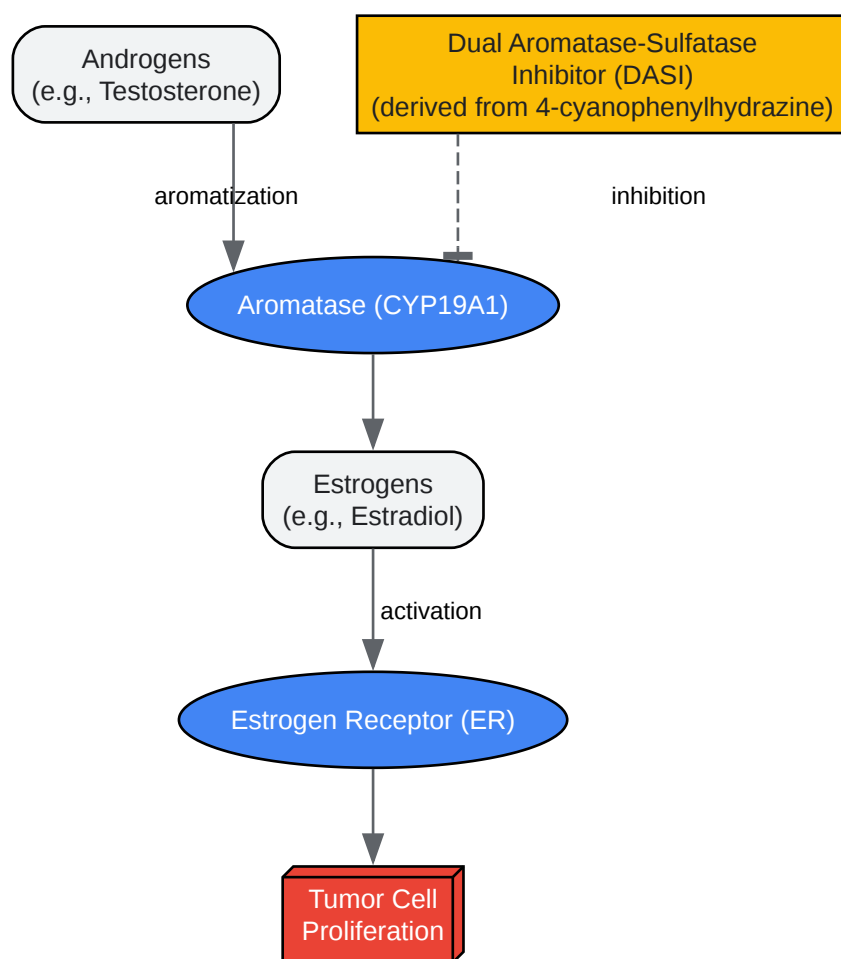 Androgens
(e.g., Testosterone)
Dual Aromatase-Sulfatase
Inhibitor (DASI)
(derived from 4-cyanophenylhydrazine)
aromatization
inhibition
Aromatase (CYP19A1)
Estrogens
(e.g., Estradiol)
activation
Estrogen Receptor (ER)
Tumor Cell
Proliferation